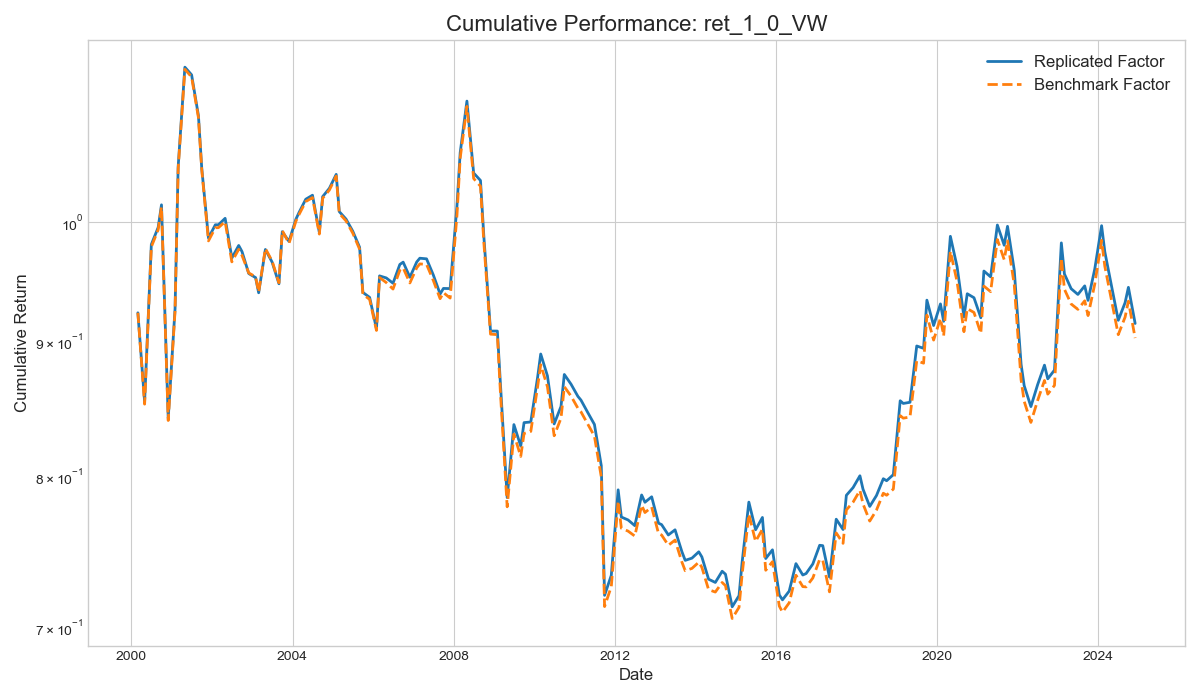 Cumulative Performance: ret_1_0_VW
Replicated Factor
Benchmark Factor
Cumulative Return
10⁰
9 × 10⁻¹
8 × 10⁻¹
7 × 10⁻¹
2000 2004 2008 2012 2016 2020 2024
Date